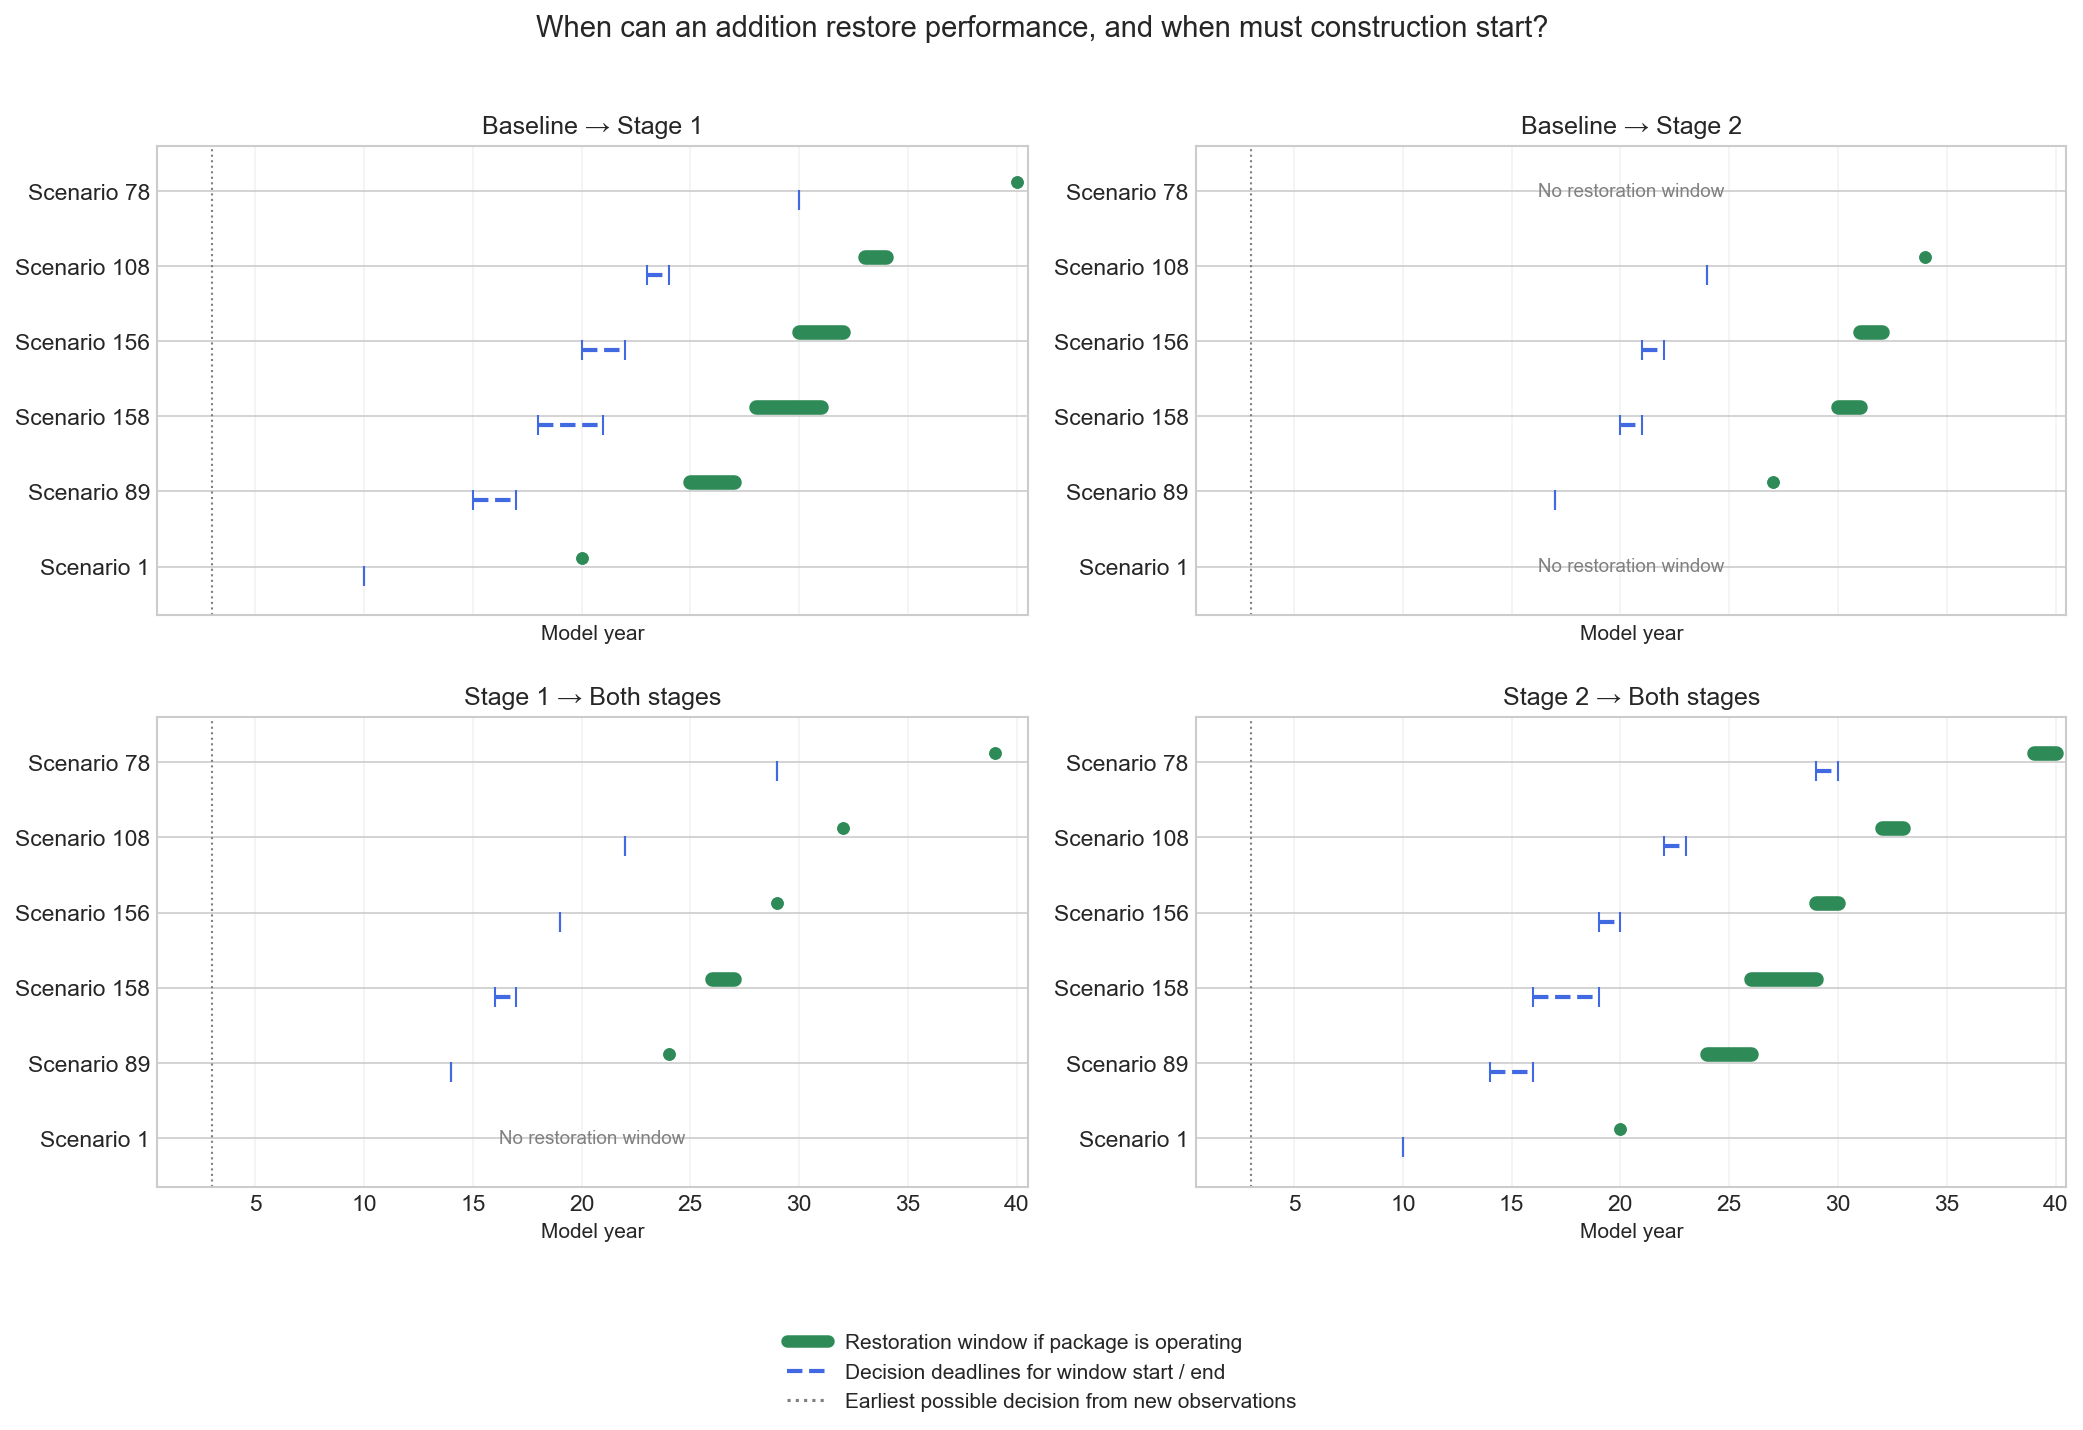 When can an addition restore performance, and when must construction start?
Baseline → Stage 1
Scenario 78
Scenario 108
Scenario 156
Scenario 158
Scenario 89
Scenario 1
Model year
Baseline → Stage 2
Scenario 78
No restoration window
Scenario 108
Scenario 156
Scenario 158
Scenario 89
Scenario 1
No restoration window
Model year
Stage 1 → Both stages
Scenario 78
Scenario 108
Scenario 156
Scenario 158
Scenario 89
Scenario 1
No restoration window
5 10 15 20 25 30 35 40
Model year
Stage 2 → Both stages
Scenario 78
Scenario 108
Scenario 156
Scenario 158
Scenario 89
Scenario 1
5 10 15 20 25 30 35 40
Model year
Restoration window if package is operating
Decision deadlines for window start / end
Earliest possible decision from new observations